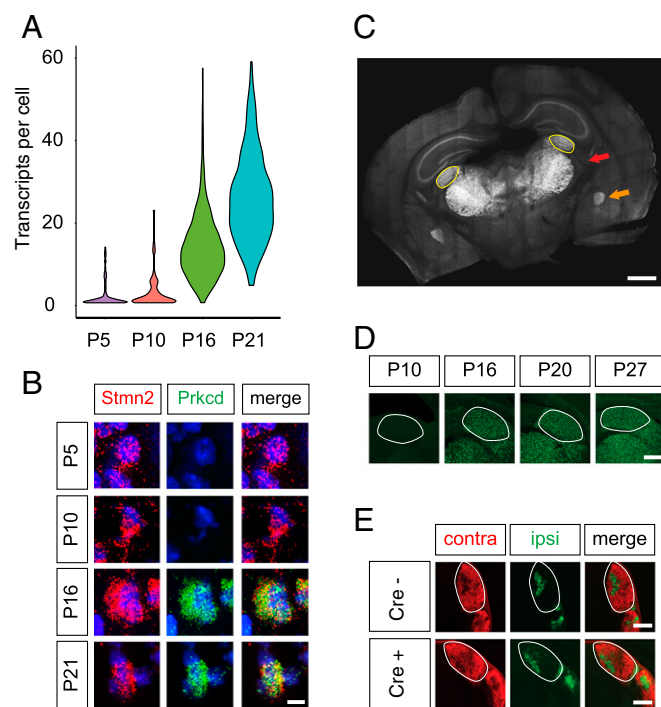 A
Transcripts per cell
60
40
20
0
P5 P10 P16 P21
B
Stmn2 Prkcd merge
P5
P10
P16
P21
C
D
P10 P16 P20 P27
E
contra ipsi merge
Cre -
Cre +